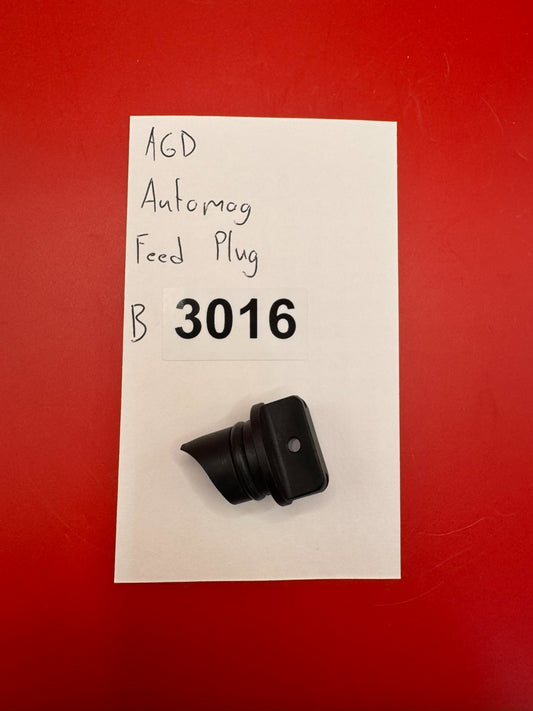 AGD
Automag
Feed Plug
B 3016